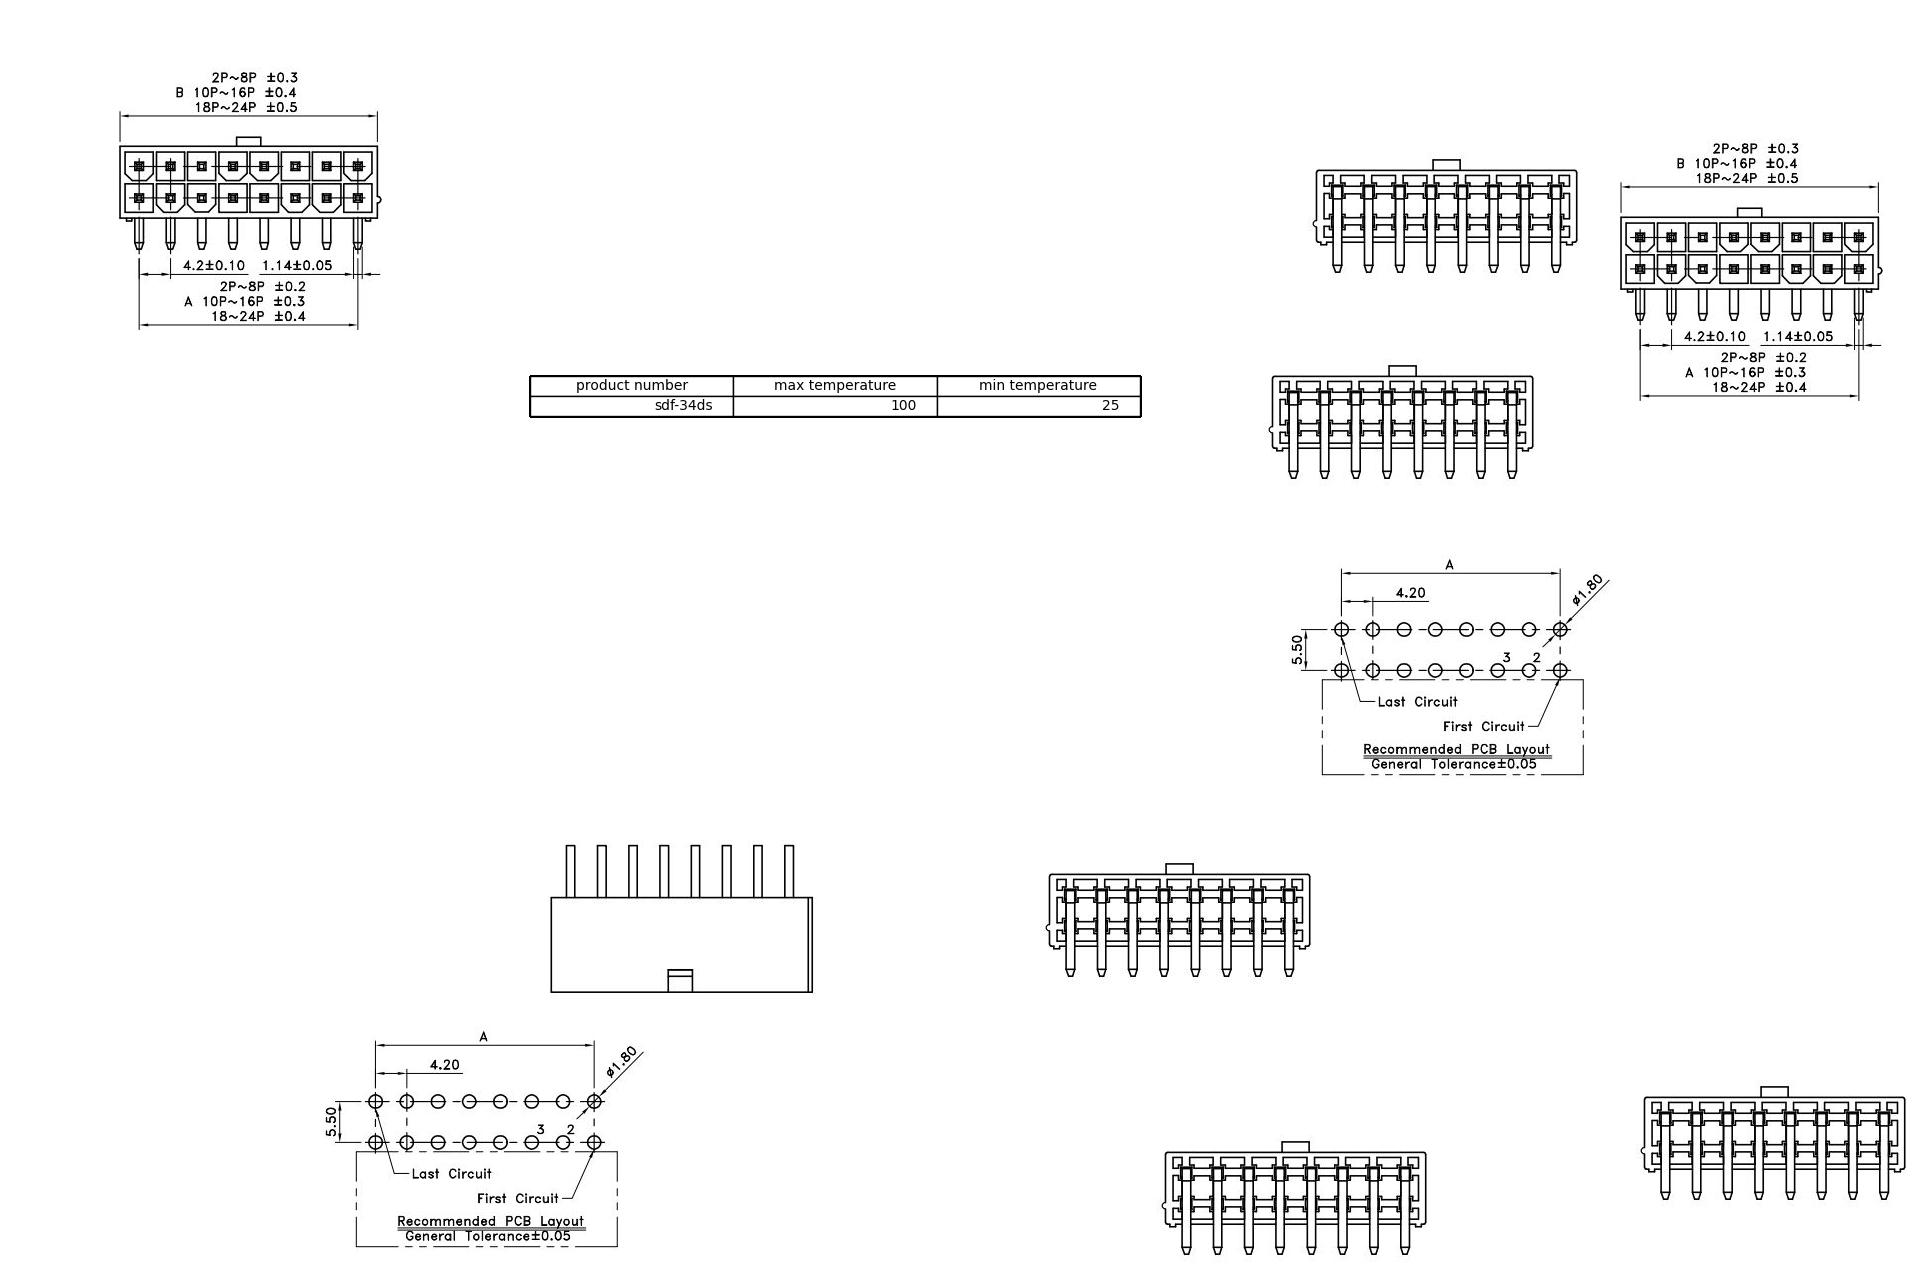 2P~8P ±0.3
B 10P~16P ±0.4
18P~24P ±0.5
4.2±0.10 1.14±0.05
2P~8P ±0.2
A 10P~16P ±0.3
18~24P ±0.4
2P~8P ±0.3
B 10P~16P ±0.4
18P~24P ±0.5
4.2±0.10 1.14±0.05
2P~8P ±0.2
A 10P~16P ±0.3
18~24P ±0.4
product number max temperature min temperature
sdf-34ds 100 25
A
4.20
ø1.80
5.50
3 2
Last Circuit
First Circuit
Recommended PCB Layout
General Tolerance±0.05
A
4.20
ø1.80
5.50
3 2
Last Circuit
First Circuit
Recommended PCB Layout
General Tolerance±0.05